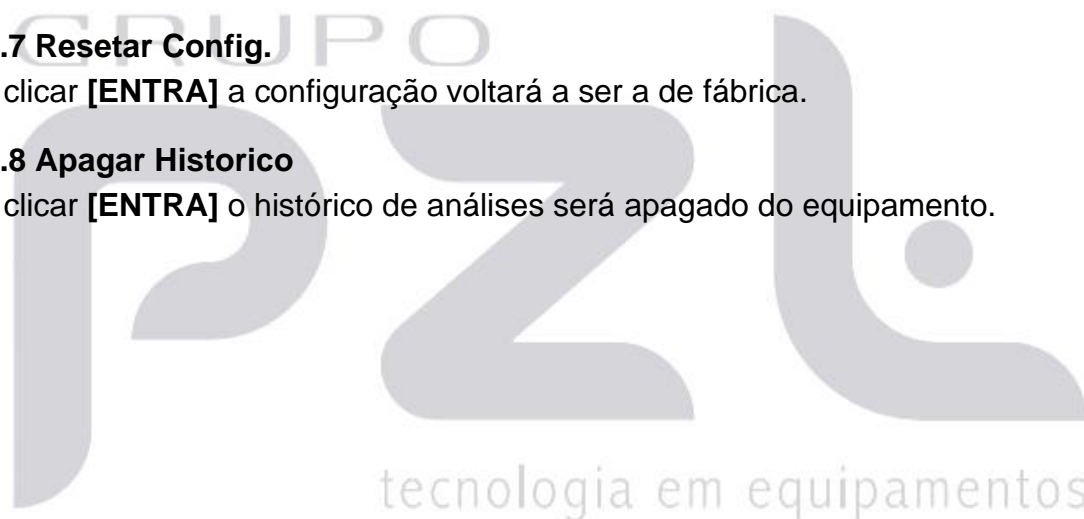 GRUPO
.7 Resetar Config.
clicar [ENTRA] a configuração voltará a ser a de fábrica.
.8 Apagar Historico
clicar [ENTRA] o histórico de análises será apagado do equipamento.
pzl
tecnologia em equipamentos